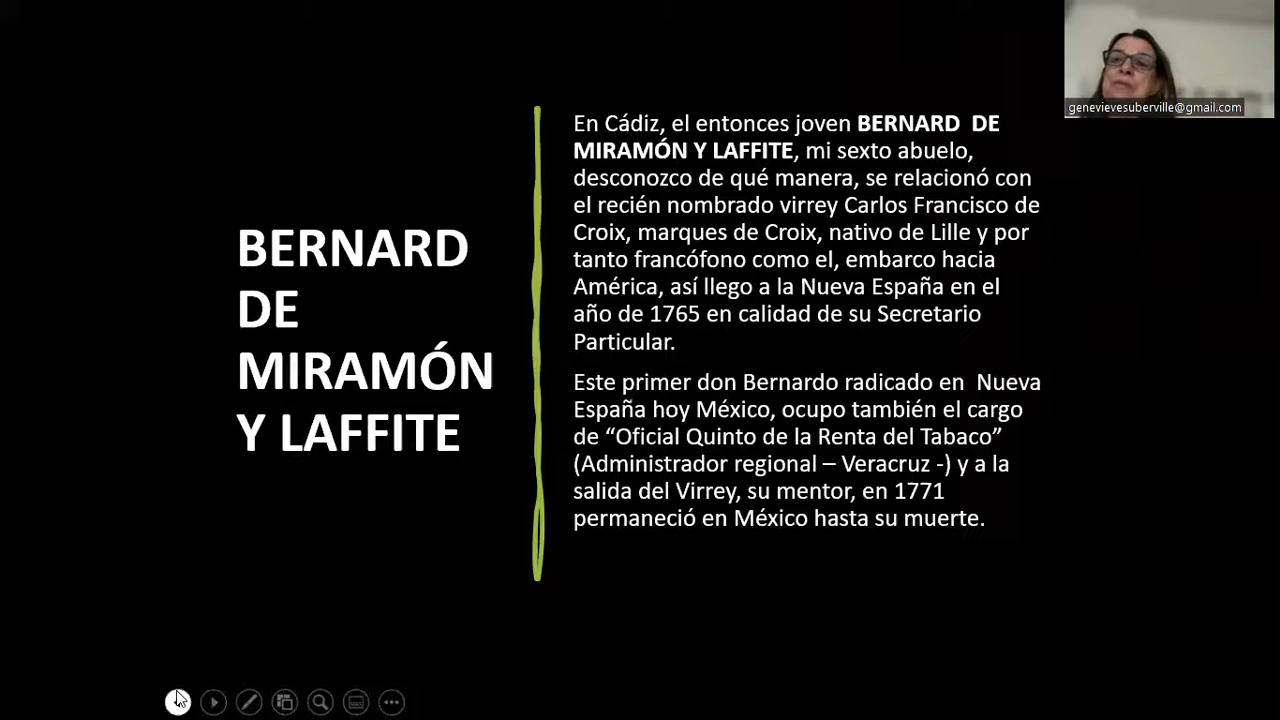 genevievesuberville@gmail.com
BERNARD
DE
MIRAMÓN
Y LAFFITE
En Cádiz, el entonces joven BERNARD  DE
MIRAMÓN Y LAFFITE, mi sexto abuelo,
desconozco de qué manera, se relacionó con
el recién nombrado virrey Carlos Francisco de
Croix, marques de Croix, nativo de Lille y por
tanto francófono como el, embarco hacia
América, así llego a la Nueva España en el
año de 1765 en calidad de su Secretario
Particular.
Este primer don Bernardo radicado en  Nueva
España hoy México, ocupo también el cargo
de “Oficial Quinto de la Renta del Tabaco”
(Administrador regional – Veracruz -) y a la
salida del Virrey, su mentor, en 1771
permaneció en México hasta su muerte.